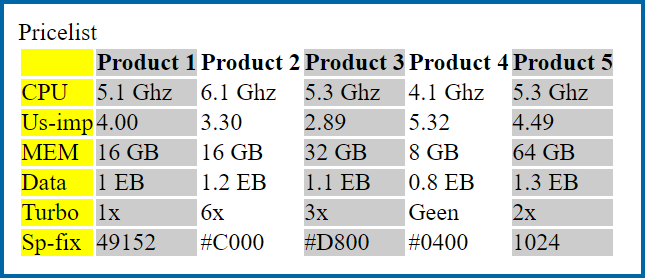 Pricelist
Product 1 Product 2 Product 3 Product 4 Product 5
CPU 5.1 Ghz 6.1 Ghz 5.3 Ghz 4.1 Ghz 5.3 Ghz
Us-imp 4.00 3.30 2.89 5.32 4.49
MEM 16 GB 16 GB 32 GB 8 GB 64 GB
Data 1 EB 1.2 EB 1.1 EB 0.8 EB 1.3 EB
Turbo 1x 6x 3x Geen 2x
Sp-fix 49152 #C000 #D800 #0400 1024